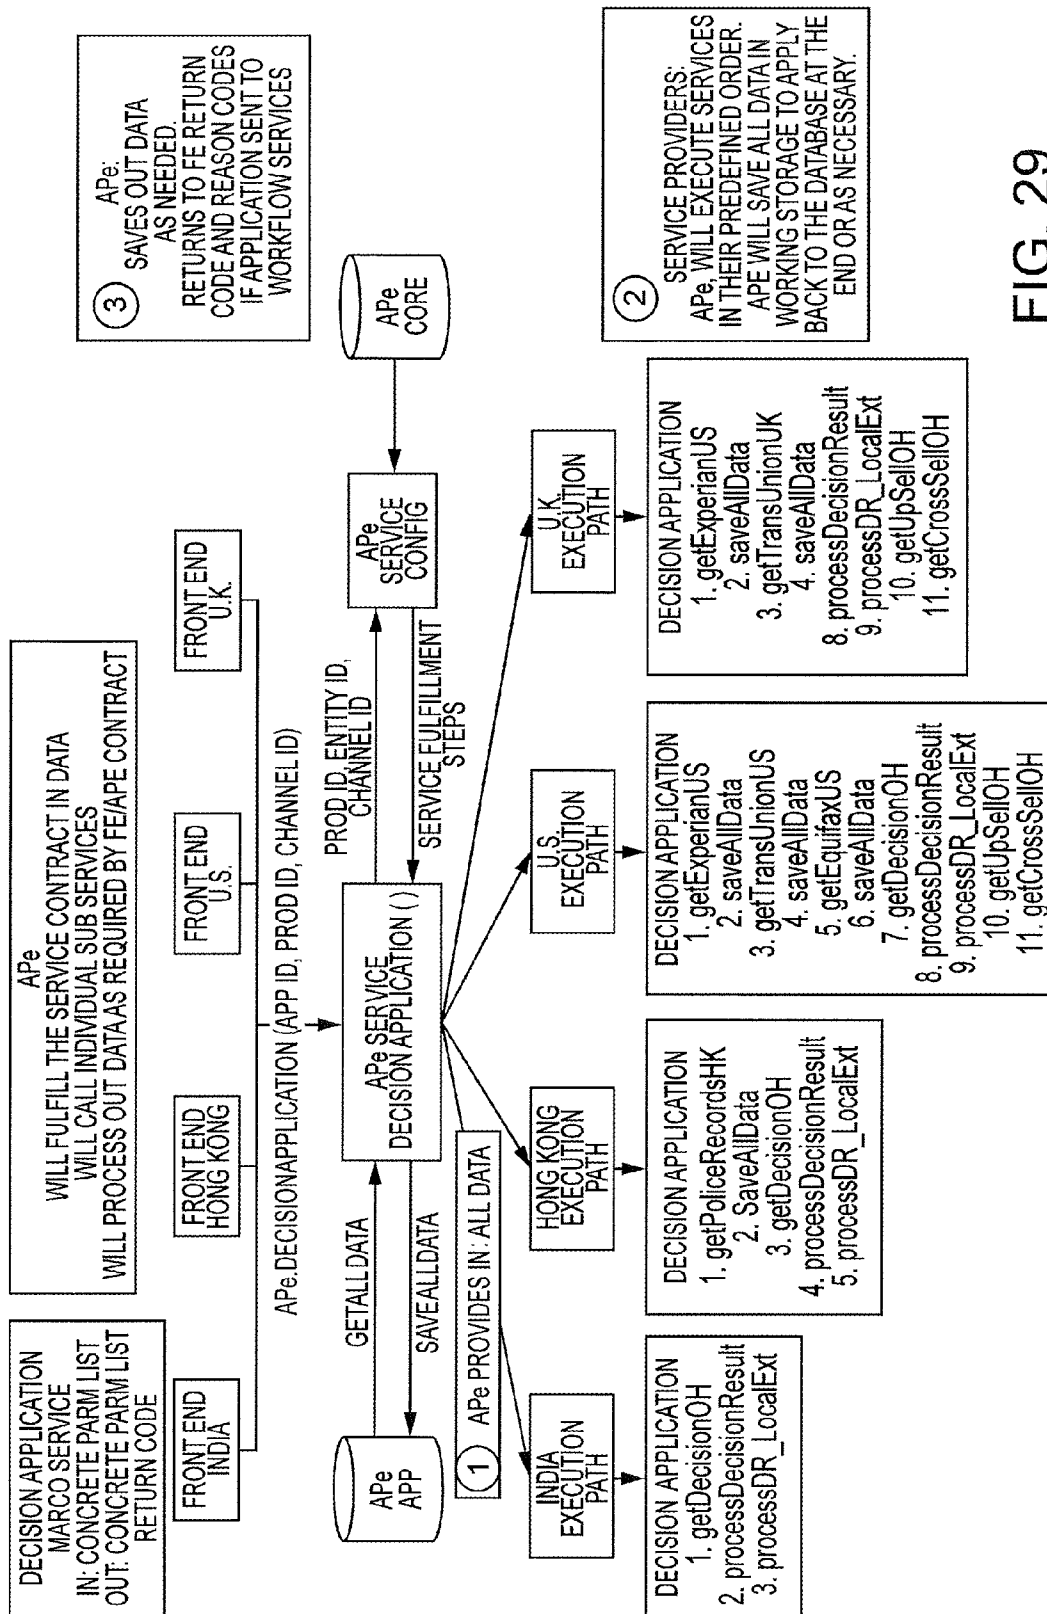 DECISION APPLICATION
MARCO SERVICE
IN: CONCRETE PARM LIST
OUT: CONCRETE PARM LIST
RETURN CODE
APe
WILL FULFILL THE SERVICE CONTRACT IN DATA
WILL CALL INDIVIDUAL SUB SERVICES
WILL PROCESS OUT DATA AS REQUIRED BY FE/APE CONTRACT
APe:
3
SAVES OUT DATA
AS NEEDED.
RETURNS TO FE RETURN
CODE AND REASON CODES
IF APPLICATION SENT TO
WORKFLOW SERVICES
FRONT END
INDIA
FRONT END
HONG KONG
FRONT END
U.S.
FRONT END
U.K.
APe.DECISIONAPPLICATION (APP ID, PROD ID, CHANNEL ID)
APe
APP
GETALLDATA
SAVEALLDATA
APe SERVICE
DECISION APPLICATION ( )
PROD ID, ENTITY ID,
CHANNEL ID
SERVICE FULFILLMENT
STEPS
APe
SERVICE
CONFIG
APe
CORE
1
APe PROVIDES IN: ALL DATA
INDIA
EXECUTION
PATH
HONG KONG
EXECUTION
PATH
U.S.
EXECUTION
PATH
U.K.
EXECUTION
PATH
2
SERVICE PROVIDERS:
APe, WILL EXECUTE SERVICES
IN THEIR PREDEFINED ORDER.
APE WILL SAVE ALL DATA IN
WORKING STORAGE TO APPLY
BACK TO THE DATABASE AT THE
END OR AS NECESSARY.
DECISION APPLICATION
1. getDecisionOH
2. processDecisionResult
3. processDR_LocalExt
DECISION APPLICATION
1. getPoliceRecordsHK
2. SaveAllData
3. getDecisionOH
4. processDecisionResult
5. processDR_LocalExt
DECISION APPLICATION
1. getExperianUS
2. saveAllData
3. getTransUnionUS
4. saveAllData
5. getEquifaxUS
6. saveAllData
7. getDecisionOH
8. processDecisionResult
9. processDR_LocalExt
10. getUpSellOH
11. getCrossSellOH
DECISION APPLICATION
1. getExperianUS
2. saveAllData
3. getTransUnionUK
4. saveAllData
8. processDecisionResult
9. processDR_LocalExt
10. getUpSellOH
11. getCrossSellOH
FIG. 29